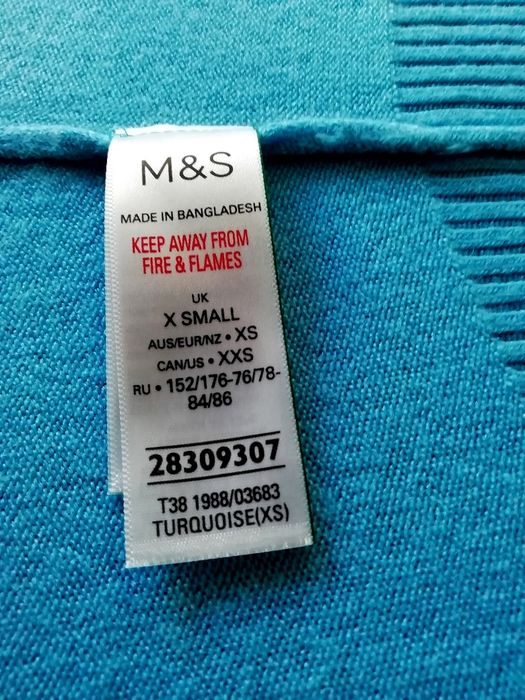 M&S
MADE IN BANGLADESH
KEEP AWAY FROM
FIRE & FLAMES
UK
X SMALL
AUS/EUR/NZ • XS
CAN/US • XXS
RU • 152/176-76/78-
84/86
28309307
T38 1988/03683
TURQUOISE(XS)